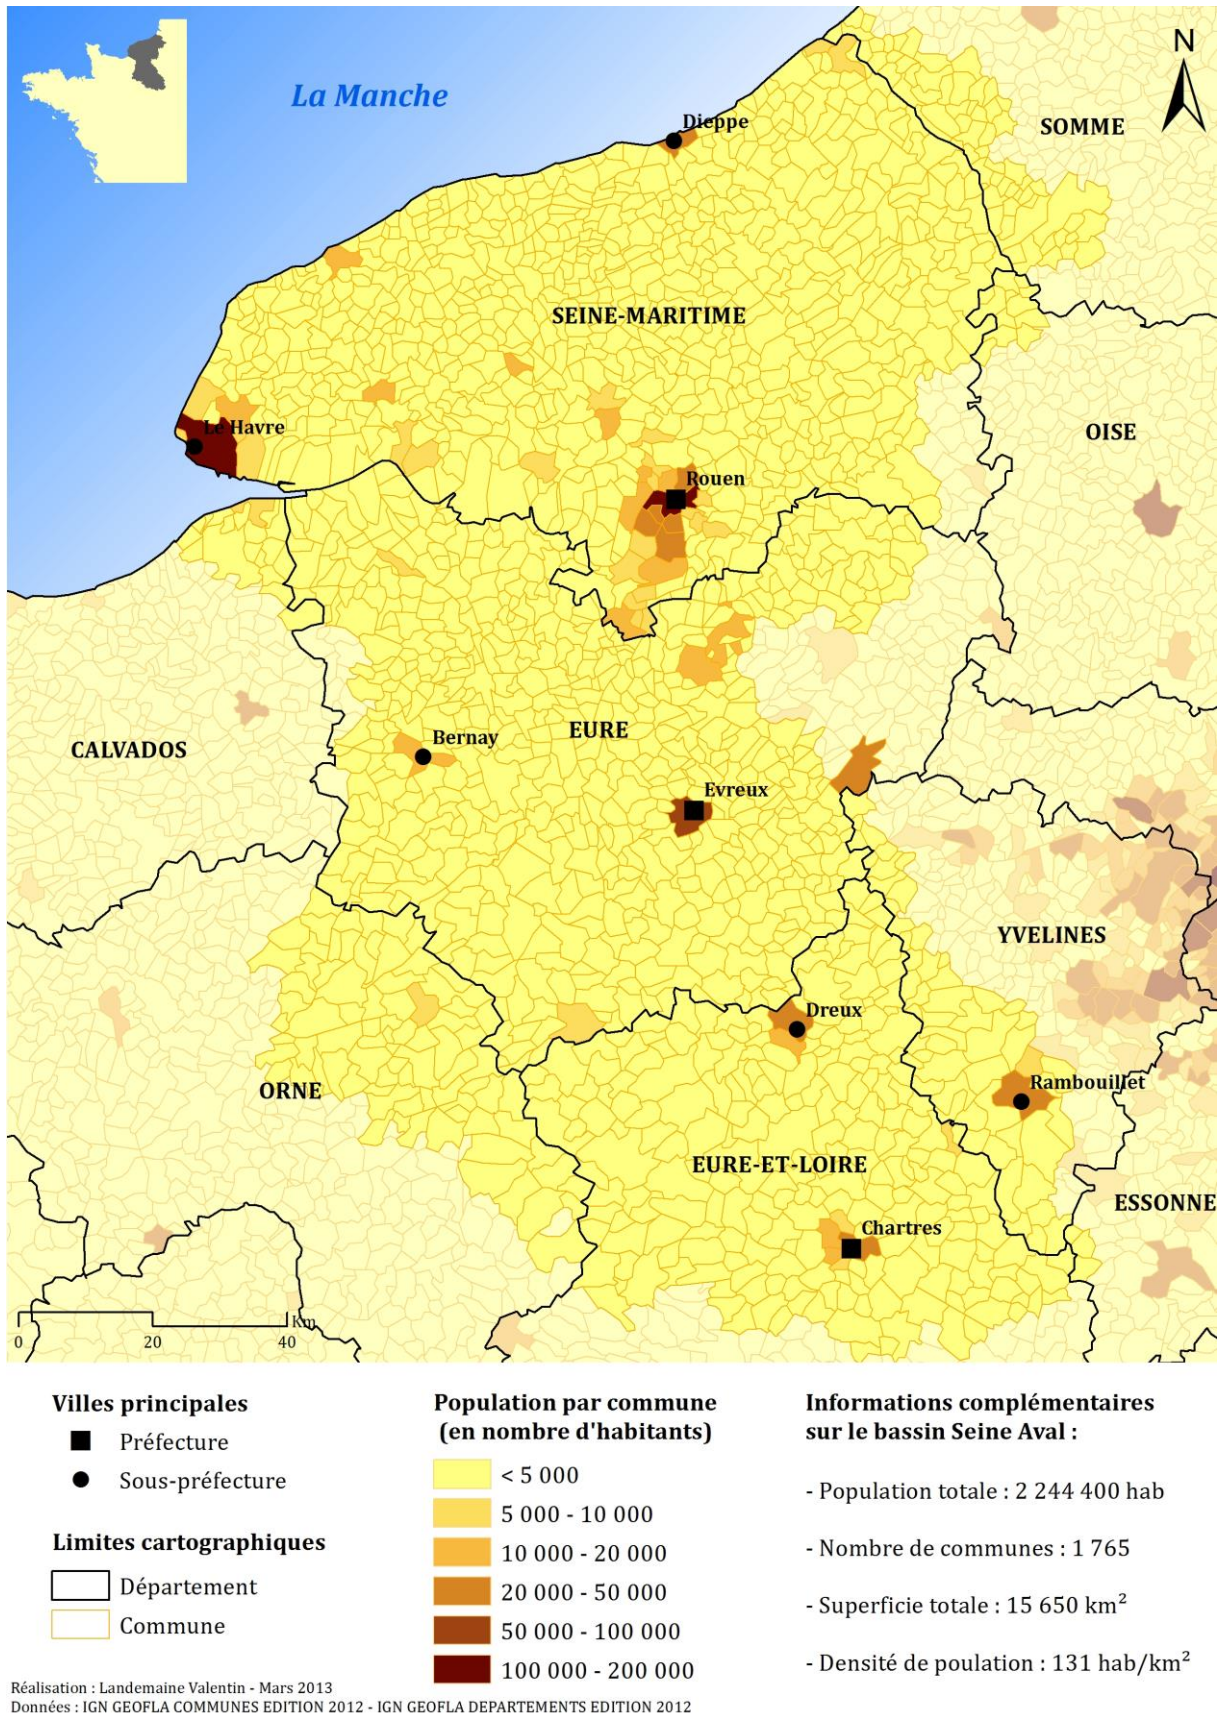 La Manche
N
Dieppe
SOMME
SEINE-MARITIME
Le Havre
OISE
Rouen
EURE
Bernay
CALVADOS
Evreux
YVELINES
Dreux
Rambouillet
ORNE
EURE-ET-LOIRE
ESSONNE
Chartres
Km
0 20 40
Villes principales
Préfecture
Sous-préfecture
Limites cartographiques
Département
Commune
Population par commune
(en nombre d'habitants)
< 5 000
5 000 - 10 000
10 000 - 20 000
20 000 - 50 000
50 000 - 100 000
100 000 - 200 000
Informations complémentaires
sur le bassin Seine Aval :
- Population totale : 2 244 400 hab
- Nombre de communes : 1 765
- Superficie totale : 15 650 km²
- Densité de poulation : 131 hab/km²
Réalisation : Landemaine Valentin - Mars 2013
Données : IGN GEOFLA COMMUNES EDITION 2012 - IGN GEOFLA DEPARTEMENTS EDITION 2012